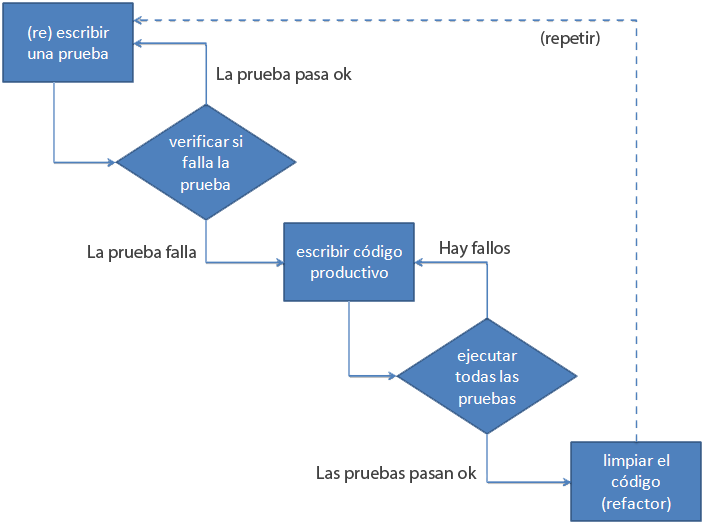 (re) escribir
una prueba
(repetir)
La prueba pasa ok
verificar si
falla la
prueba
La prueba falla
escribir código
productivo
Hay fallos
ejecutar
todas las
pruebas
Las pruebas pasan ok
limpiar el
código
(refactor)